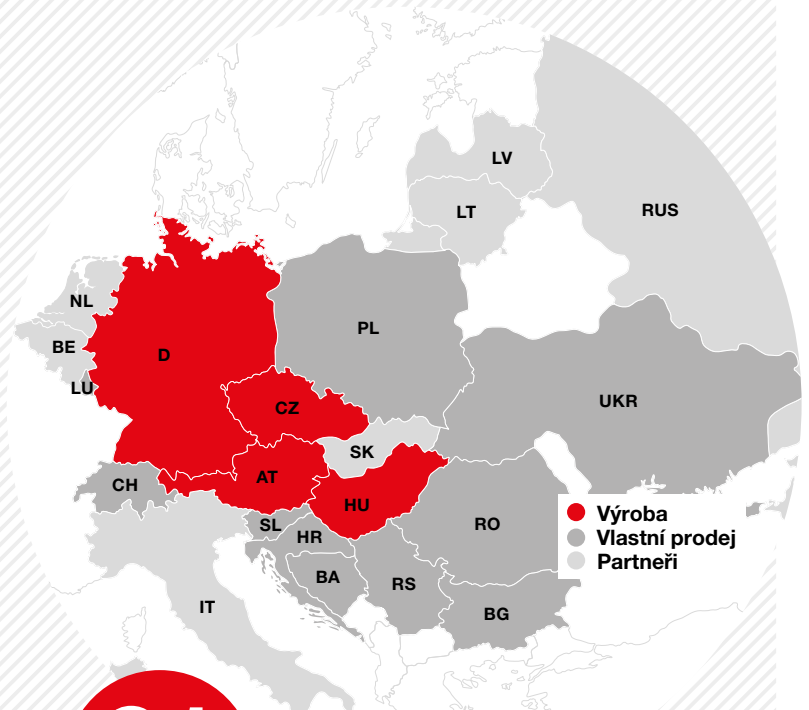 LV
LT
RUS
NL
BE
D
PL
LU
CZ
UKR
SK
CH
AT
HU
SL
HR
RO
BA
RS
IT
BG
Výroba
Vlastní prodej
Partneři